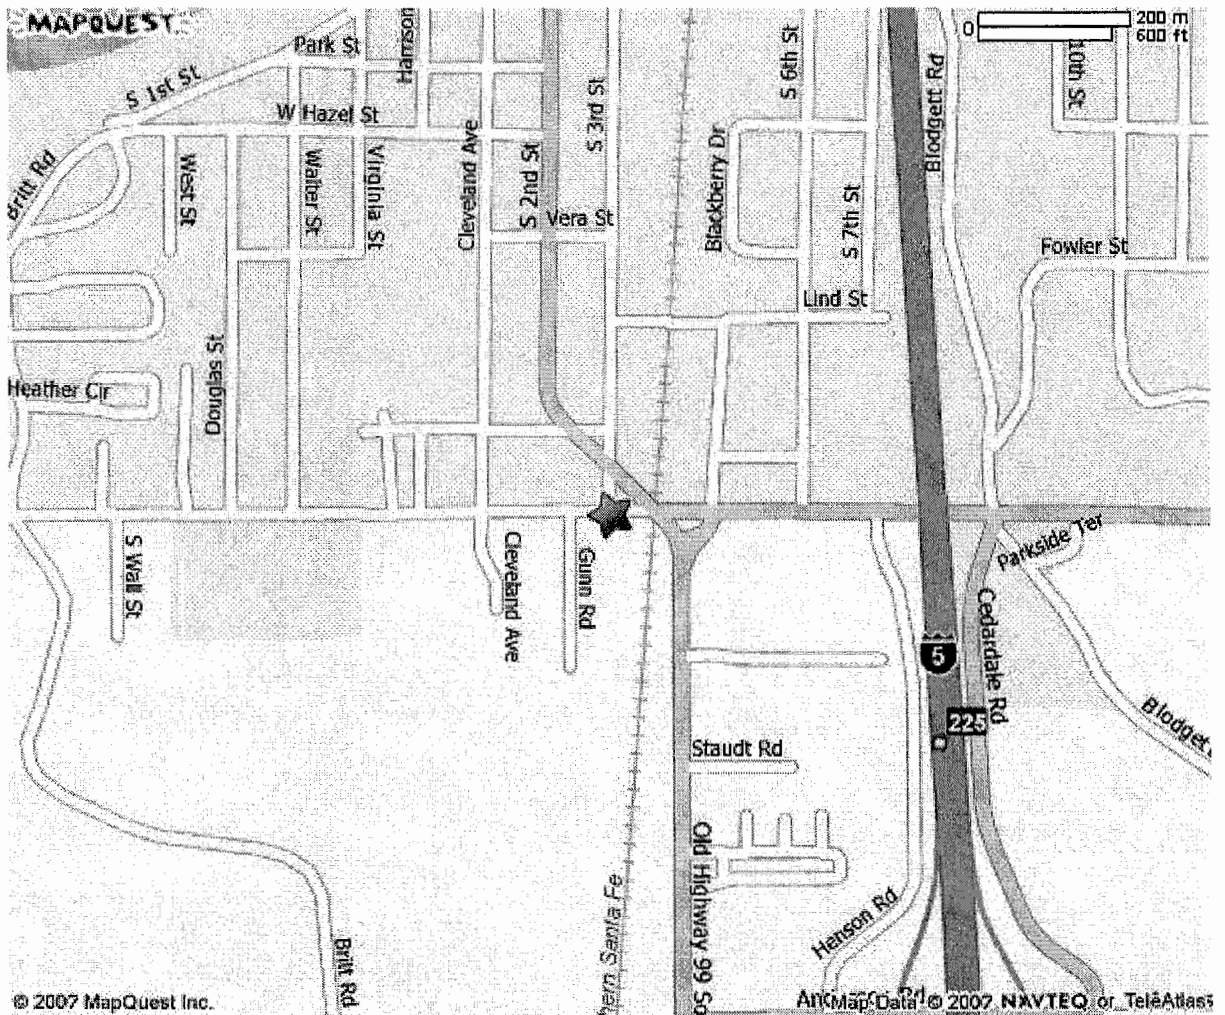 MAPQUEST
0
200 m
600 ft
Park St
Harrison
S 1st St
W Hazel St
S 3rd St
S 6th St
Blodgett Rd
10th St
Britt Rd
West St
Walter St
Virginia St
Cleveland Ave
S 2nd St
Vera St
Blackberry Dr
S 7th St
Fowler St
Lind St
Heather Cir
Douglas St
S Wall St
Cleveland Ave
Gunn Rd
Parkside Ter
Cedardale Rd
5
225
Blodget
Staudt Rd
Old Highway 99 So
Henson Rd
hern Santa Fe
Britt Rd
© 2007 MapQuest Inc.
Map Data © 2007 NAVTEQ or TeleAtlas